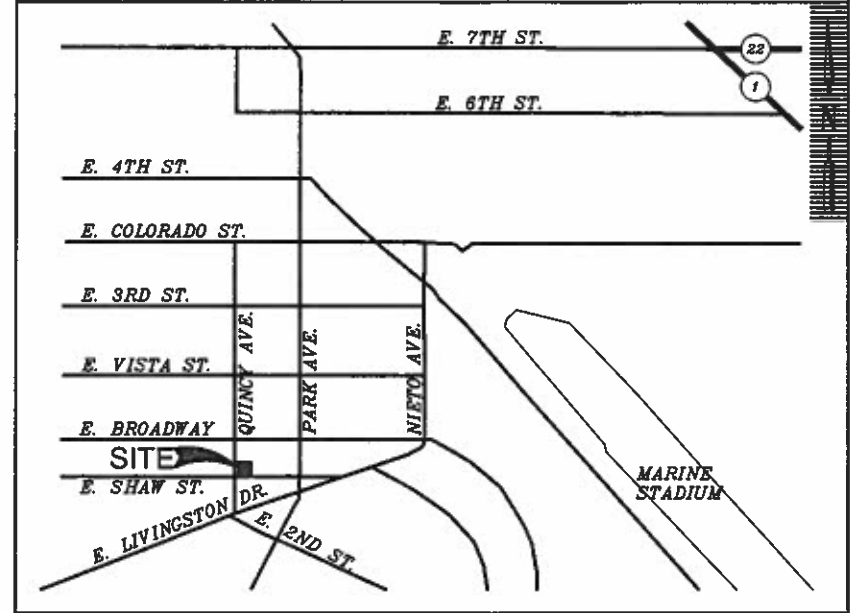 E. 7TH ST.
22
1
E. 6TH ST.
N
E. 4TH ST.
E. COLORADO ST.
E. 3RD ST.
QUINCY AVE.
PARK AVE.
NIETO AVE.
E. VISTA ST.
E. BROADWAY
SITE
E. SHAW ST.
MARINE
STADIUM
E. LIVINGSTON DR.
E. 2ND ST.